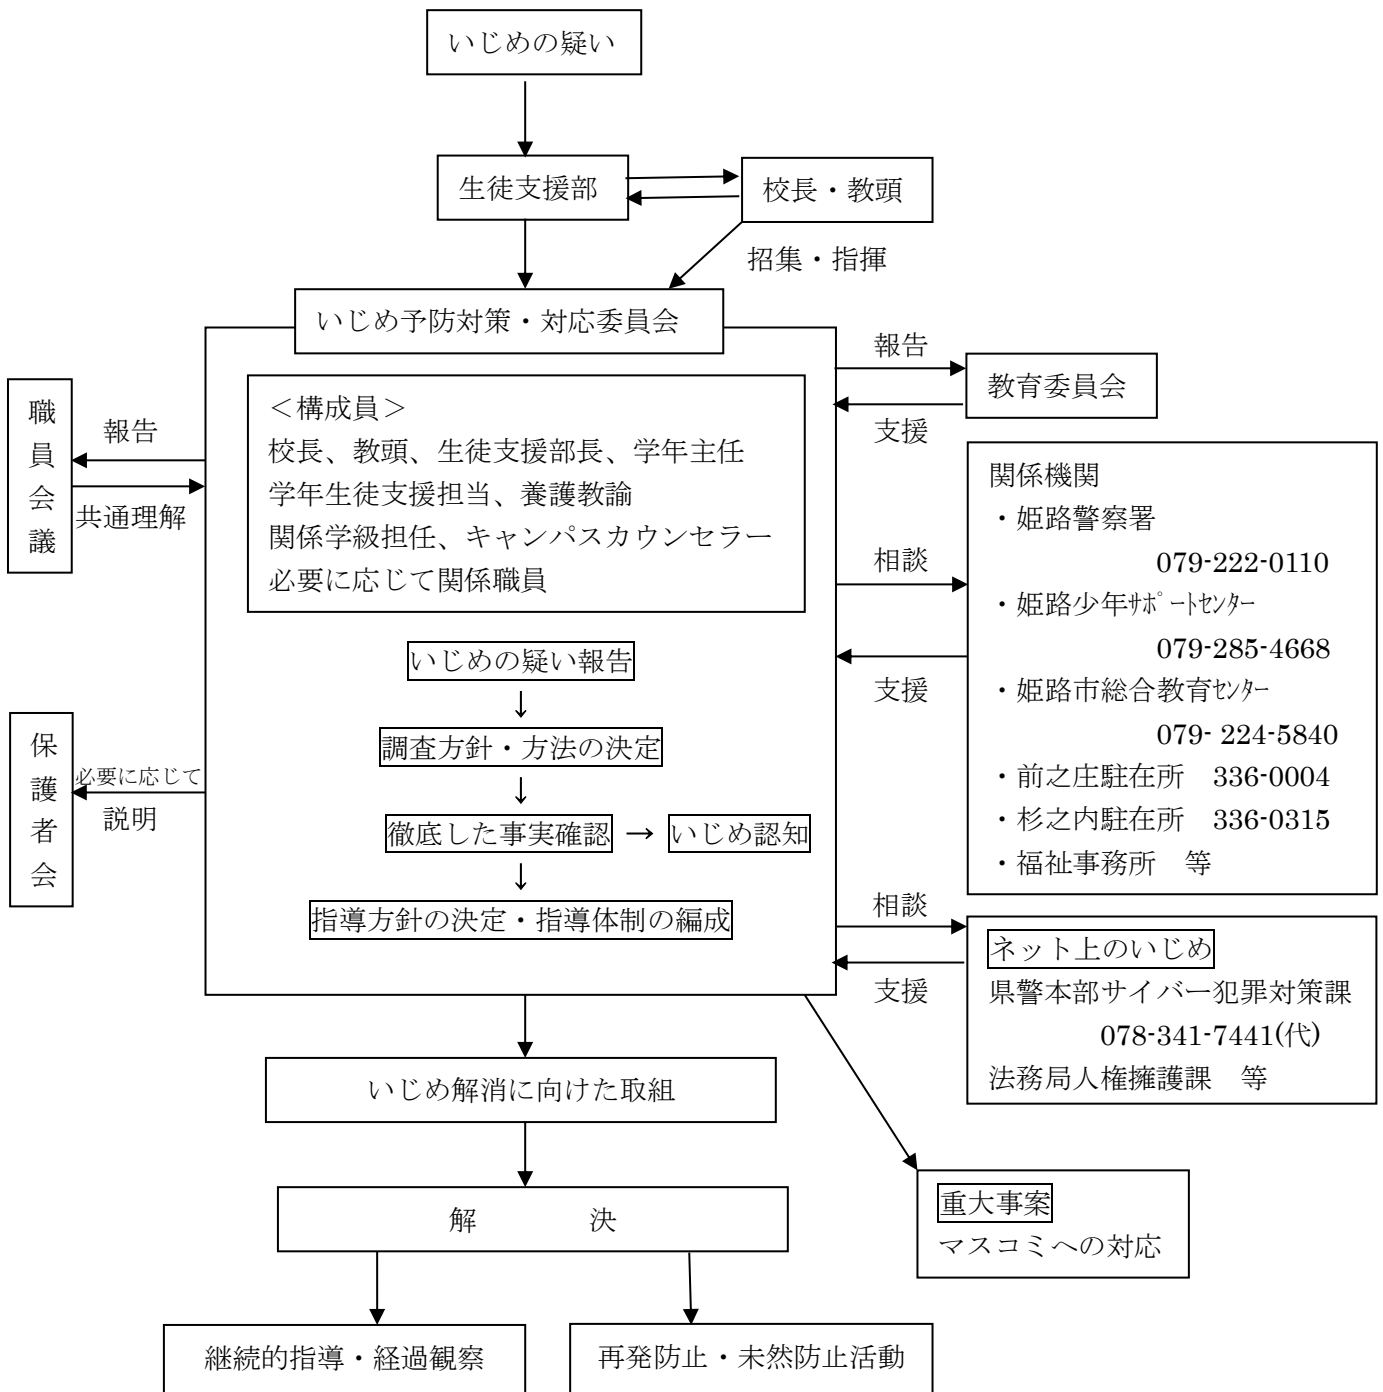 いじめの疑い
生徒支援部
校長・教頭
招集・指揮
いじめ予防対策・対応委員会
報告
教育委員会
支援
職員会議
報告
共通理解
＜構成員＞
校長、教頭、生徒支援部長、学年主任
学年生徒支援担当、養護教諭
関係学級担任、キャンパスカウンセラー
必要に応じて関係職員
相談
支援
関係機関
・姫路警察署
079-222-0110
・姫路少年ｻﾎﾟｰﾄｾﾝﾀｰ
079-285-4668
・姫路市総合教育ｾﾝﾀｰ
079- 224-5840
・前之庄駐在所　336-0004
・杉之内駐在所　336-0315
・福祉事務所　等
いじめの疑い報告
↓
調査方針・方法の決定
↓
徹底した事実確認 → いじめ認知
↓
指導方針の決定・指導体制の編成
保護者会
必要に応じて
説明
相談
支援
ネット上のいじめ
県警本部サイバー犯罪対策課
078-341-7441(代)
法務局人権擁護課　等
いじめ解消に向けた取組
解　　　　決
重大事案
マスコミへの対応
継続的指導・経過観察
再発防止・未然防止活動